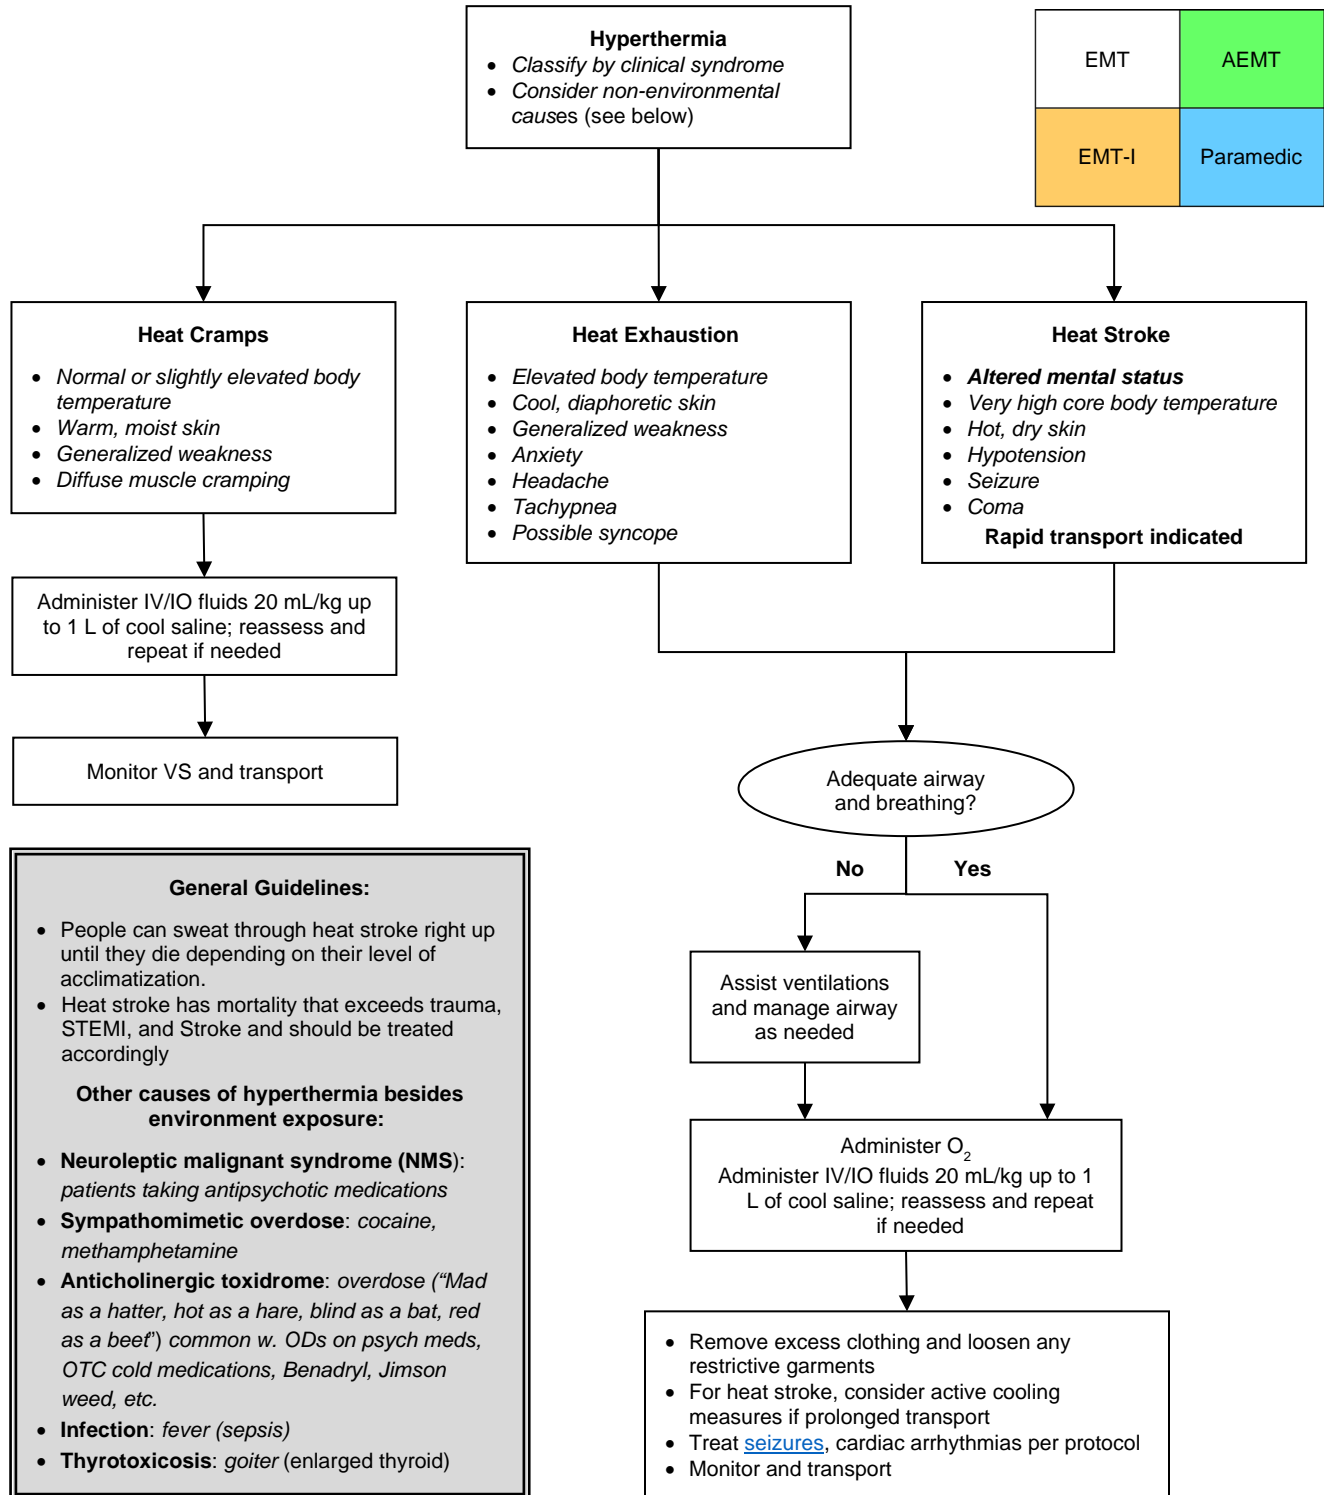 Hyperthermia
• Classify by clinical syndrome
• Consider non-environmental
causes (see below)
EMT
AEMT
EMT-I
Paramedic
Heat Cramps
• Normal or slightly elevated body
temperature
• Warm, moist skin
• Generalized weakness
• Diffuse muscle cramping
Heat Exhaustion
• Elevated body temperature
• Cool, diaphoretic skin
• Generalized weakness
• Anxiety
• Headache
• Tachypnea
• Possible syncope
Heat Stroke
• Altered mental status
• Very high core body temperature
• Hot, dry skin
• Hypotension
• Seizure
• Coma
Rapid transport indicated
Administer IV/IO fluids 20 mL/kg up
to 1 L of cool saline; reassess and
repeat if needed
Monitor VS and transport
Adequate airway
and breathing?
No
Yes
Assist ventilations
and manage airway
as needed
Administer O2
Administer IV/IO fluids 20 mL/kg up to 1
L of cool saline; reassess and repeat
if needed
• Remove excess clothing and loosen any
restrictive garments
• For heat stroke, consider active cooling
measures if prolonged transport
• Treat seizures, cardiac arrhythmias per protocol
• Monitor and transport
General Guidelines:
• People can sweat through heat stroke right up
until they die depending on their level of
acclimatization.
• Heat stroke has mortality that exceeds trauma,
STEMI, and Stroke and should be treated
accordingly
Other causes of hyperthermia besides
environment exposure:
• Neuroleptic malignant syndrome (NMS):
patients taking antipsychotic medications
• Sympathomimetic overdose: cocaine,
methamphetamine
• Anticholinergic toxidrome: overdose (“Mad
as a hatter, hot as a hare, blind as a bat, red
as a beet”) common w. ODs on psych meds,
OTC cold medications, Benadryl, Jimson
weed, etc.
• Infection: fever (sepsis)
• Thyrotoxicosis: goiter (enlarged thyroid)